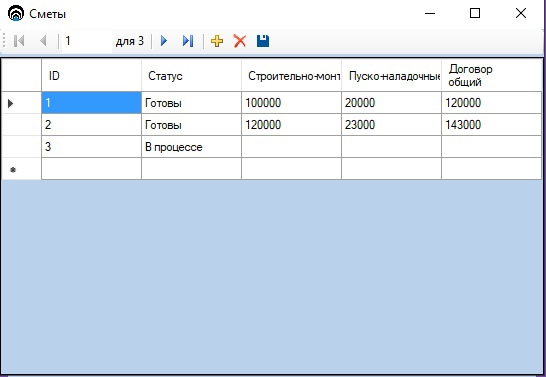 Сметы
1 для 3
ID Статус Строительно-монт Пуско-наладочные Договор
общий
1 Готовы 100000 20000 120000
2 Готовы 120000 23000 143000
3 В процессе